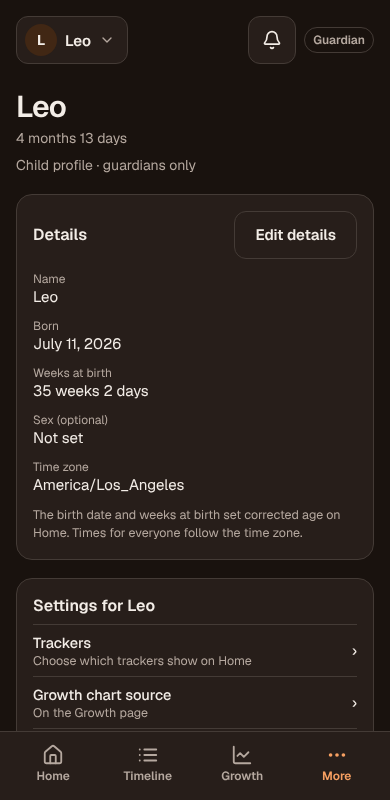 L Leo
Guardian
Leo
4 months 13 days
Child profile · guardians only
Details
Edit details
Name
Leo
Born
July 11, 2026
Weeks at birth
35 weeks 2 days
Sex (optional)
Not set
Time zone
America/Los_Angeles
The birth date and weeks at birth set corrected age on
Home. Times for everyone follow the time zone.
Settings for Leo
Trackers
Choose which trackers show on Home
Growth chart source
On the Growth page
Home
Timeline
Growth
More